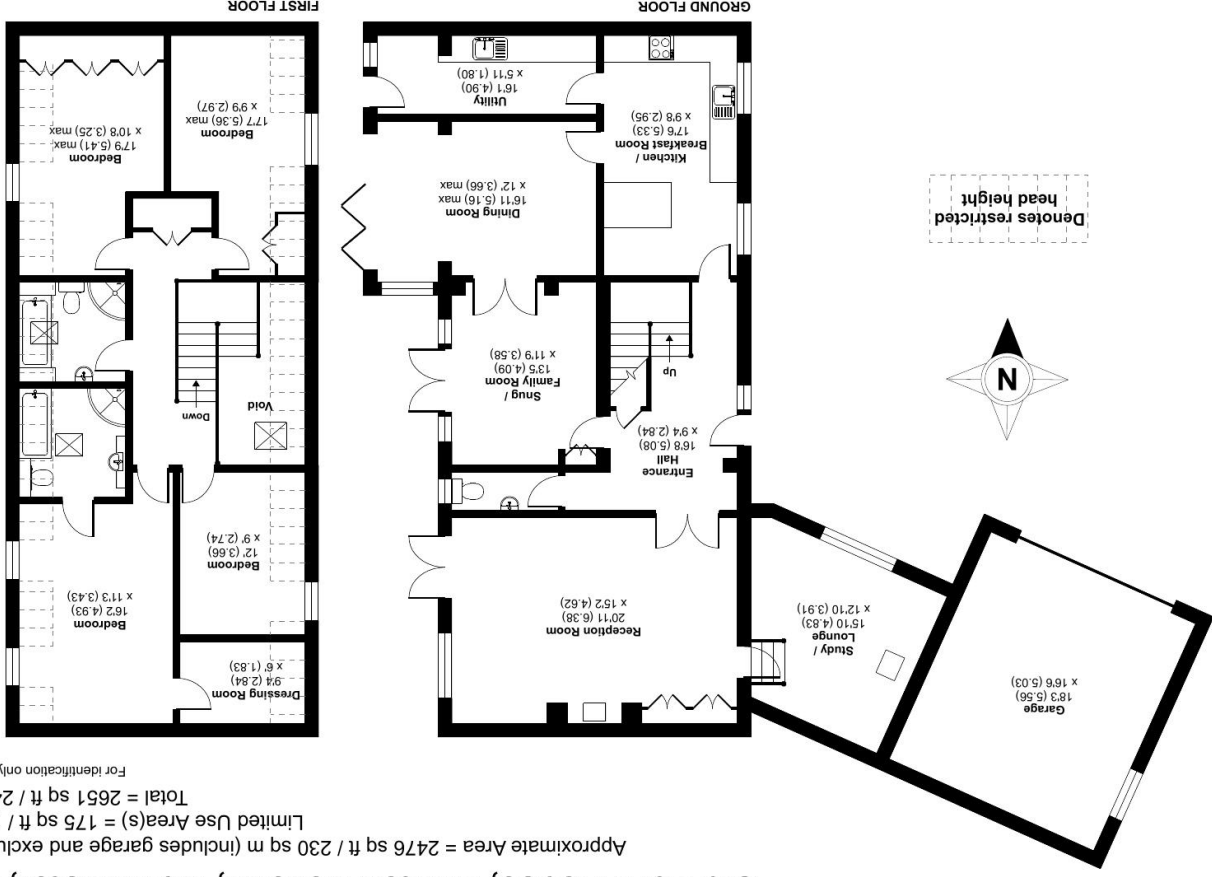 Approximate Area = 2476 sq ft / 230 sq m (includes garage and exclu
Limited Use Area(s) = 175 sq ft /
Total = 2651 sq ft / 24
For identification only
Garage
18'3 (5.56)
x 16'6 (5.03)
Study /
Lounge
15'10 (4.83)
x 12'10 (3.91)
Reception Room
20'11 (6.38)
x 15'2 (4.62)
Entrance
Hall
16'8 (5.08)
x 9'4 (2.84)
Up
Snug /
Family Room
13'5 (4.09)
x 11'9 (3.58)
N
Denotes restricted
head height
Dining Room
16'11 (5.16) max
x 12' (3.66) max
Kitchen /
Breakfast Room
17'6 (5.33)
x 9'8 (2.95)
Utility
16'1 (4.90)
x 5'11 (1.80)
GROUND FLOOR
Dressing Room
9'4 (2.84)
x 6' (1.83)
Bedroom
16'2 (4.93)
x 11'3 (3.43)
Bedroom
12' (3.66)
x 9' (2.74)
Void
Down
Bedroom
17'7 (5.36) max
x 9'9 (2.97)
Bedroom
17'9 (5.41) max
x 10'8 (3.25) max
FIRST FLOOR